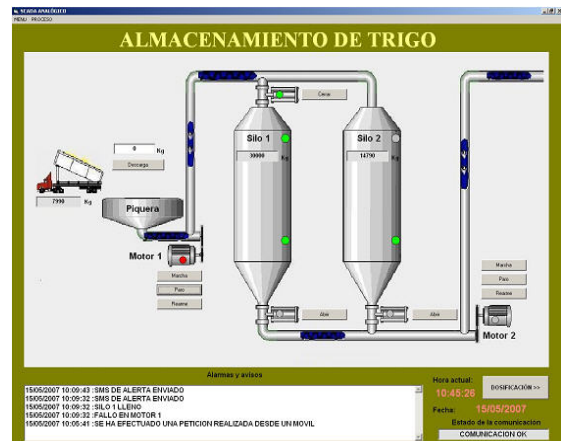 SCADA ANALÓGICO
MENU PROCESO
ALMACENAMIENTO DE TRIGO
Cerrar
Silo 1
Silo 2
30000 Kg
14790 Kg
0 Kg
Descarga
7990 Kg
Piquera
Motor 1
Marcha
Paro
Rearme
Abrir
Abrir
Marcha
Paro
Rearme
Motor 2
Alarmas y avisos
15/05/2007 10:09:43 :SMS DE ALERTA ENVIADO
15/05/2007 10:09:32 :SMS DE ALERTA ENVIADO
15/05/2007 10:09:32 :SILO 1 LLENO
15/05/2007 10:09:32 :FALLO EN MOTOR 1
15/05/2007 10:05:41 :SE HA EFECTUADO UNA PETICION REALIZADA DESDE UN MOVIL
Hora actual:
10:45:26
DOSIFICACIÓN >>
Fecha: 15/05/2007
Estado de la comunicación
COMUNICACION OK